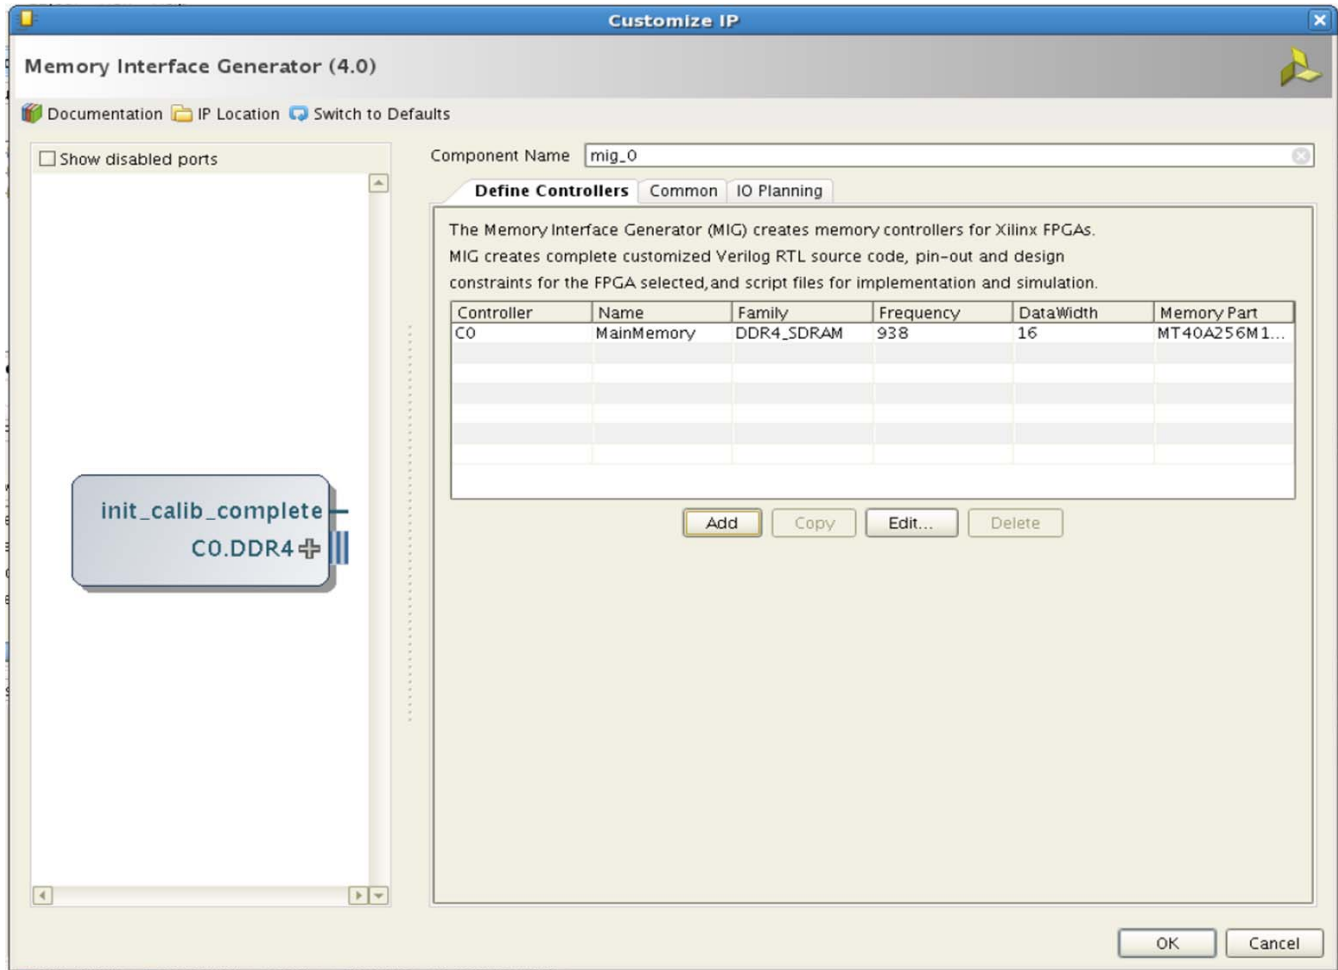 Customize IP
Memory Interface Generator (4.0)
Documentation IP Location Switch to Defaults
Show disabled ports
init_calib_complete
C0.DDR4
Component Name mig_0
Define Controllers Common IO Planning
The Memory Interface Generator (MIG) creates memory controllers for Xilinx FPGAs.
MIG creates complete customized Verilog RTL source code, pin-out and design
constraints for the FPGA selected,and script files for implementation and simulation.
Controller Name Family Frequency DataWidth Memory Part
C0 MainMemory DDR4_SDRAM 938 16 MT40A256M1...
Add Copy Edit... Delete
OK Cancel